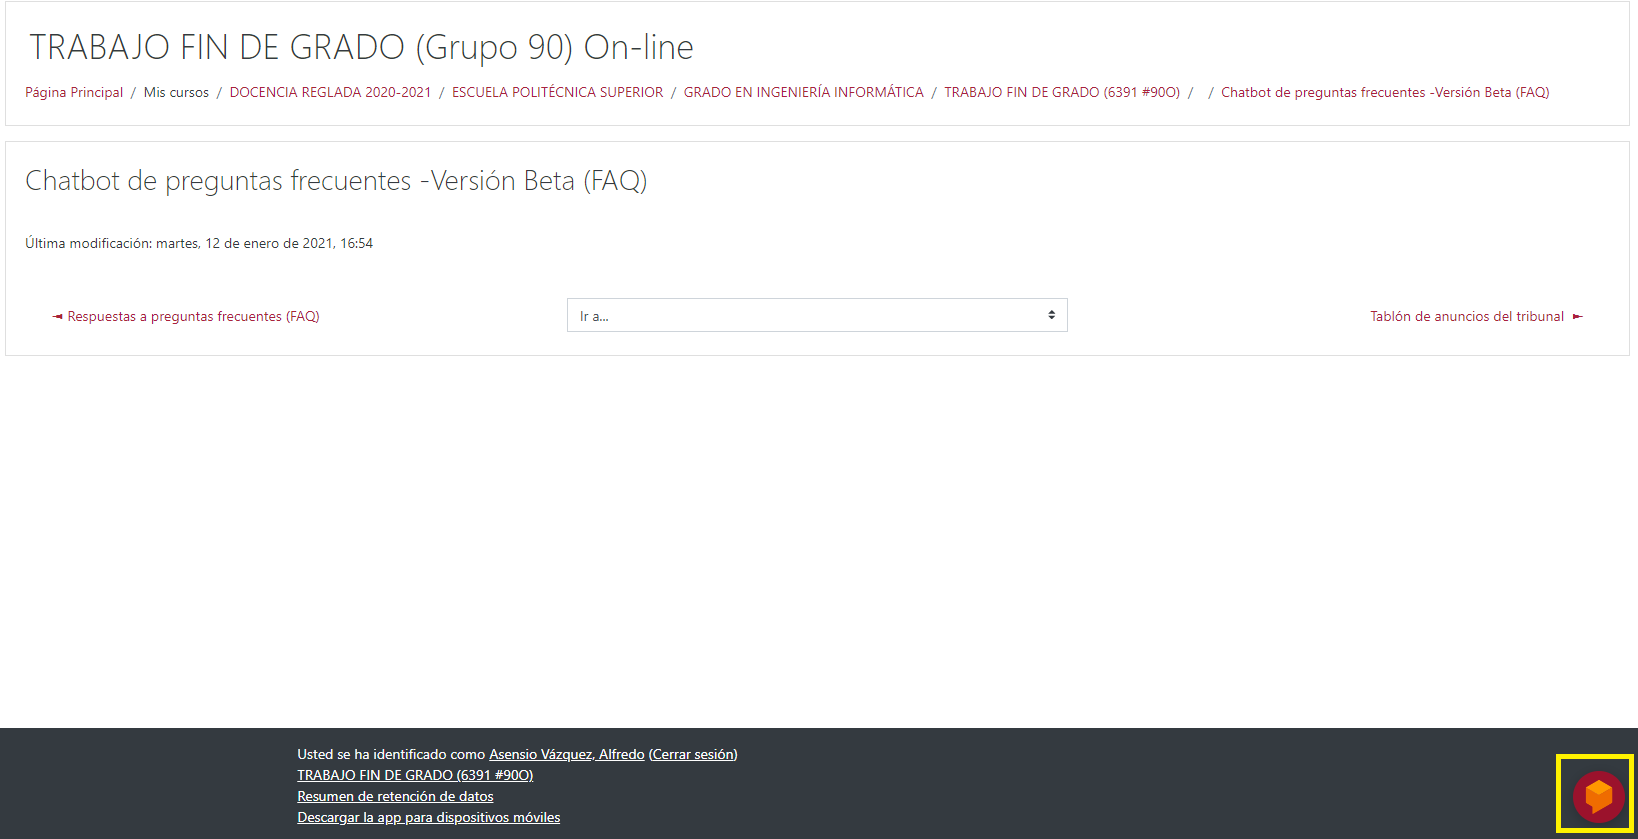 TRABAJO FIN DE GRADO (Grupo 90) On-line
Página Principal / Mis cursos / DOCENCIA REGLADA 2020-2021 / ESCUELA POLITÉCNICA SUPERIOR / GRADO EN INGENIERÍA INFORMÁTICA / TRABAJO FIN DE GRADO (6391 #90O) / / Chatbot de preguntas frecuentes -Versión Beta (FAQ)
Chatbot de preguntas frecuentes -Versión Beta (FAQ)
Última modificación: martes, 12 de enero de 2021, 16:54
◄ Respuestas a preguntas frecuentes (FAQ)
Ir a...
Tablón de anuncios del tribunal ►
Usted se ha identificado como Asensio Vázquez, Alfredo (Cerrar sesión)
TRABAJO FIN DE GRADO (6391 #90O)
Resumen de retención de datos
Descargar la app para dispositivos móviles